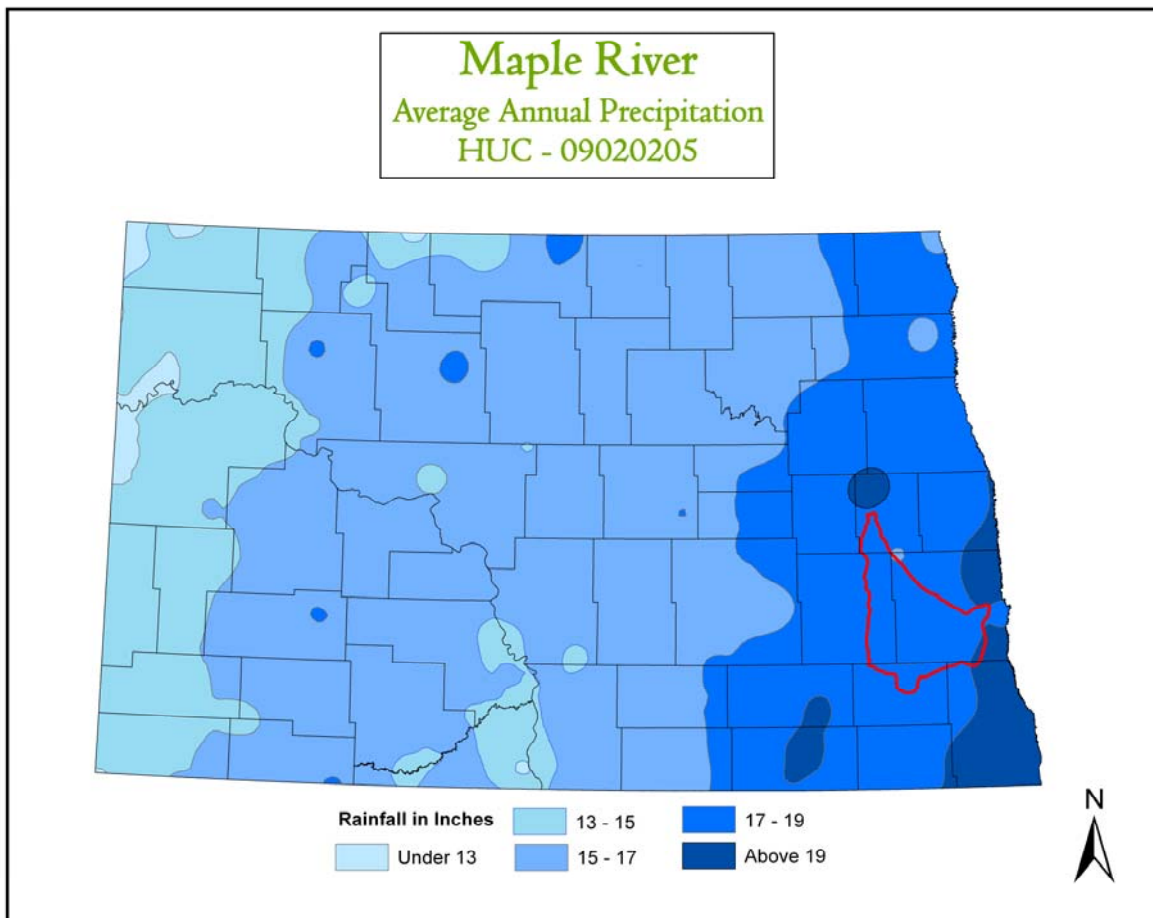 Maple River
Average Annual Precipitation
HUC - 09020205
Rainfall in Inches
13 - 15
17 - 19
Under 13
15 - 17
Above 19
N